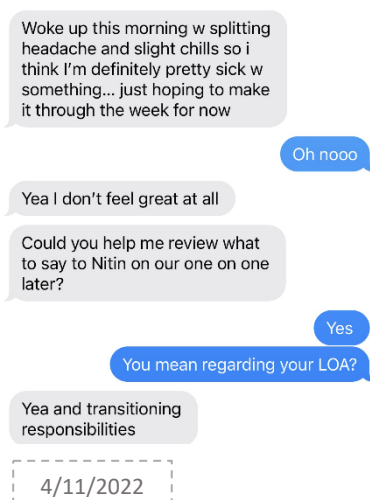 Woke up this morning w splitting
headache and slight chills so i
think I'm definitely pretty sick w
something... just hoping to make
it through the week for now
Oh nooo
Yea I don't feel great at all
Could you help me review what
to say to Nitin on our one on one
later?
Yes
You mean regarding your LOA?
Yea and transitioning
responsibilities
4/11/2022